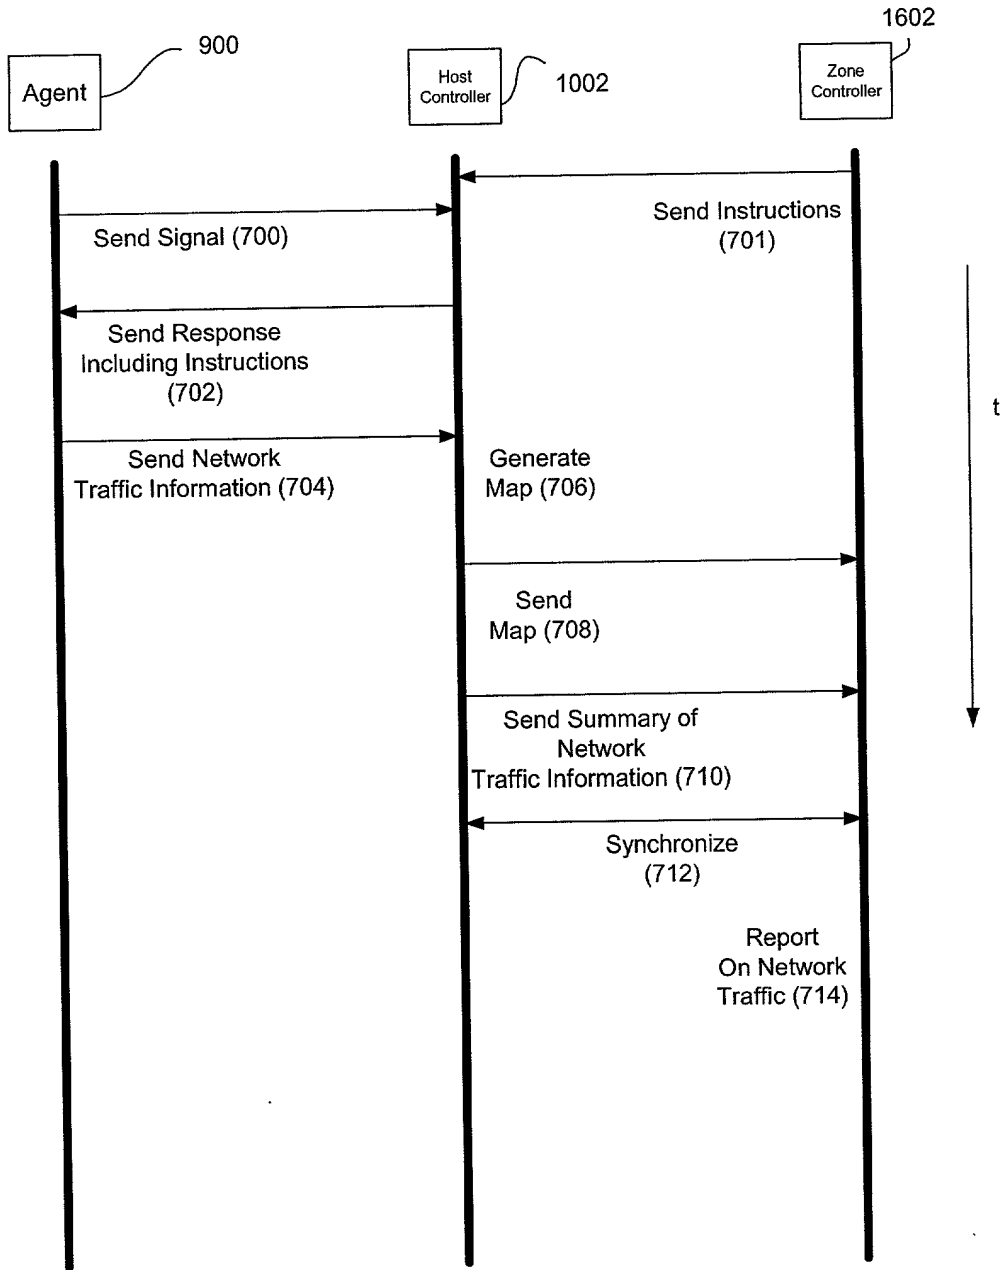 1602
900
Agent
Host
Controller
1002
Zone
Controller
Send Instructions
(701)
Send Signal (700)
Send Response
Including Instructions
(702)
t
Send Network
Traffic Information (704)
Generate
Map (706)
Send
Map (708)
Send Summary of
Network
Traffic Information (710)
Synchronize
(712)
Report
On Network
Traffic (714)